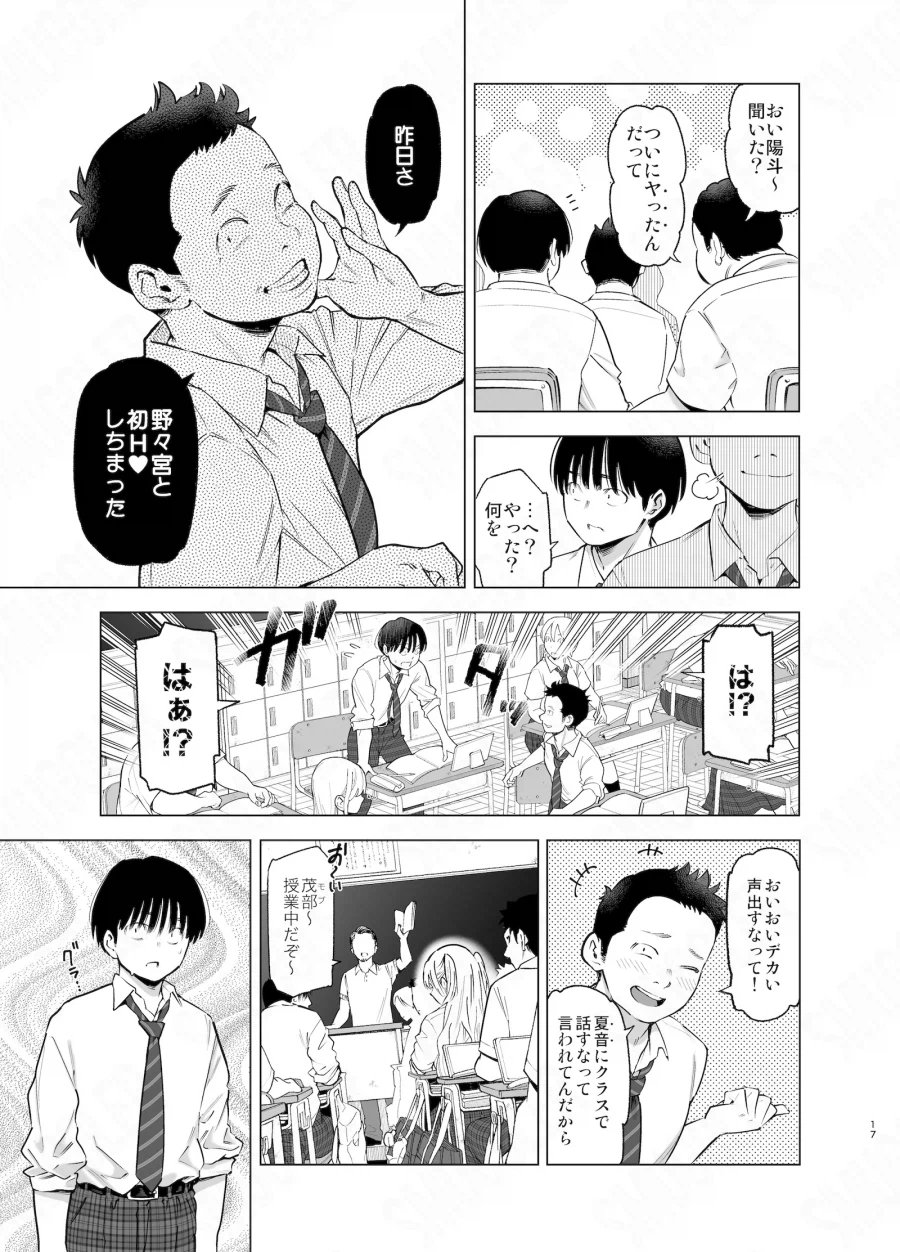 おい陽斗〜
聞いた？
ついにヤったん
だって
…へ？
やった？
何を
昨日さ
野々宮と
初H♥
しちまった
は!?
ガタ
はぁ!?
おいおいデカい
声出すなって！
夏音にクラスで
話すなって
言われてんだから
お〜い
茂部〜
モブ
授業中だぞ〜
グラ…
17